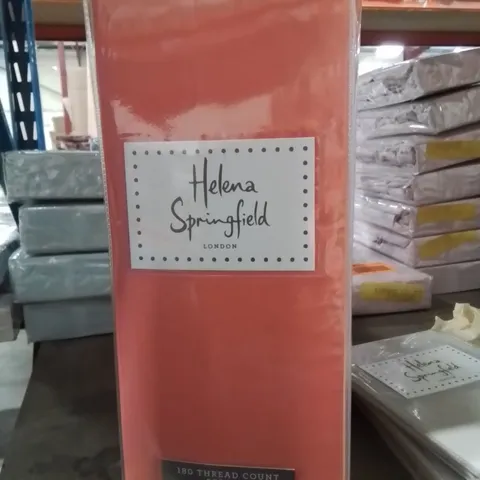 Helena
Springfield
LONDON
180 THREAD COUNT
Helena
Springfield